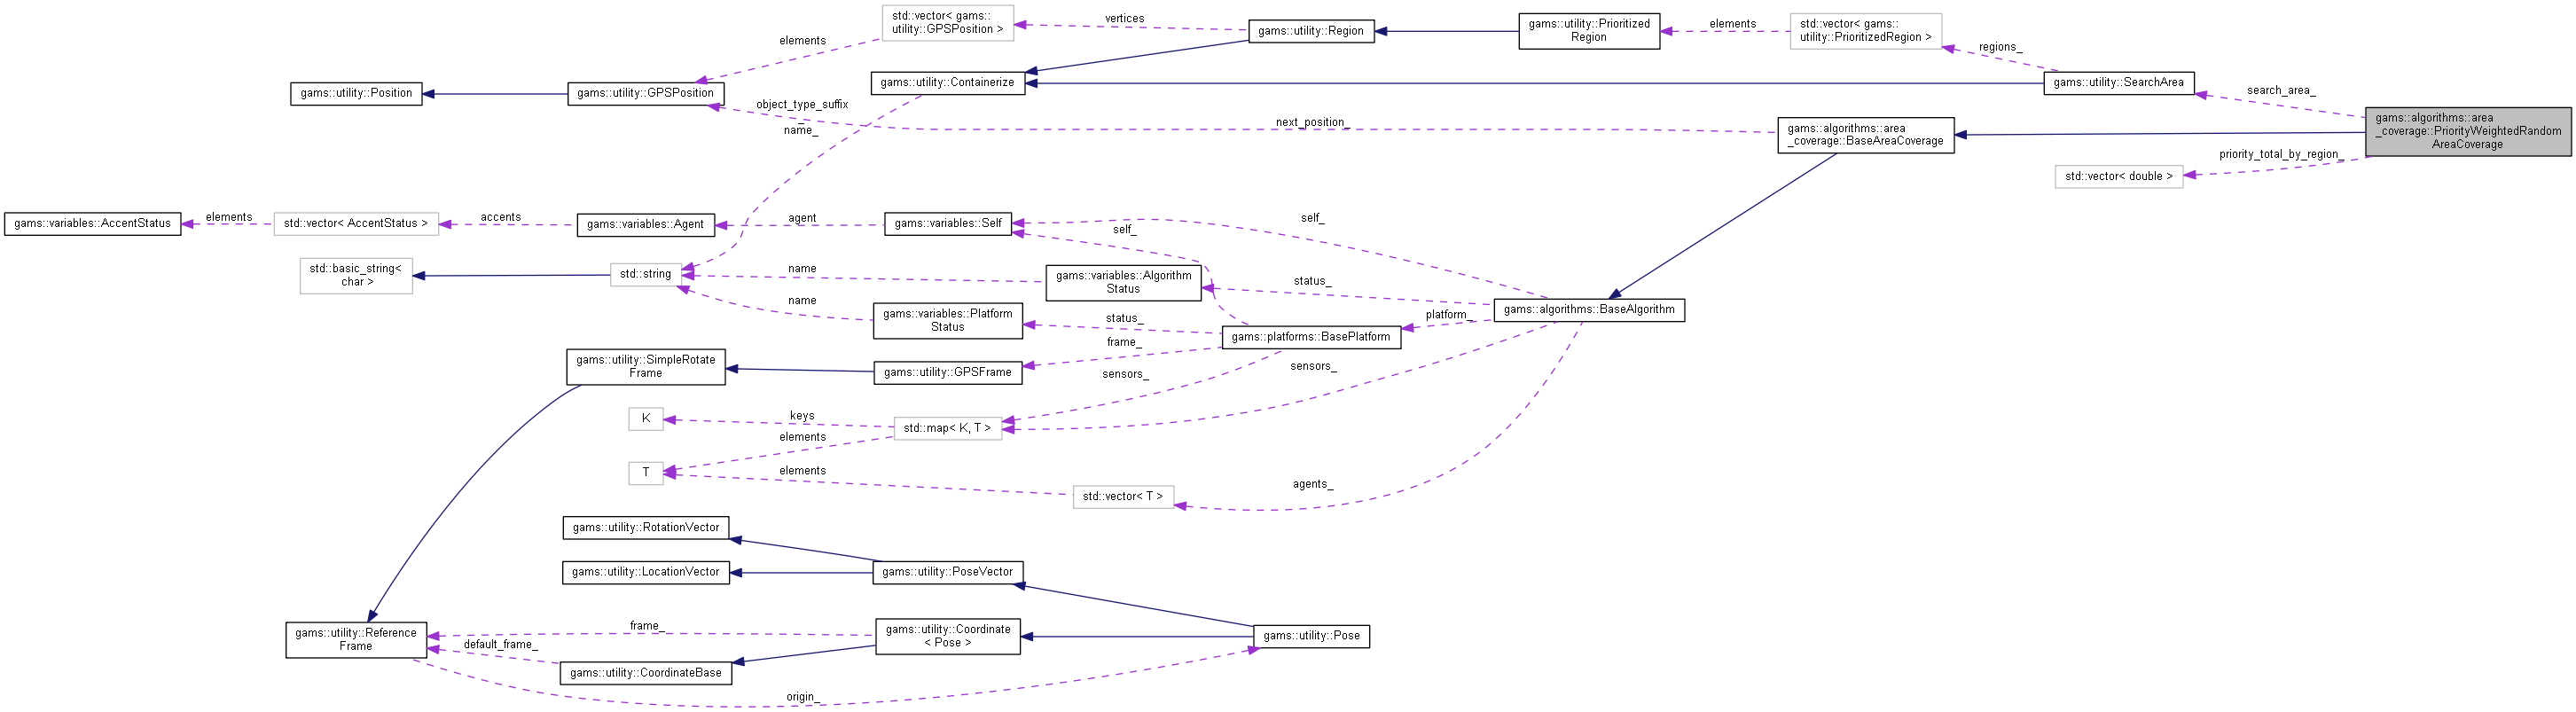 std::vector< gams::
utility::GPSPosition >
vertices
gams::utility::Region
gams::utility::Prioritized
Region
elements
std::vector< gams::
utility::PrioritizedRegion >
regions_
elements
gams::utility::Position
gams::utility::GPSPosition
gams::utility::Containerize
gams::utility::SearchArea
search_area_
object_type_suffix
_
name_
next_position_
gams::algorithms::area
_coverage::BaseAreaCoverage
gams::algorithms::area
_coverage::PriorityWeightedRandom
AreaCoverage
priority_total_by_region_
std::vector< double >
gams::variables::AccentStatus
elements
std::vector< AccentStatus >
accents
gams::variables::Agent
agent
gams::variables::Self
self_
self_
std::basic_string<
char >
std::string
name
gams::variables::Algorithm
Status
status_
name
gams::variables::Platform
Status
status_
gams::platforms::BasePlatform
platform_
gams::algorithms::BaseAlgorithm
gams::utility::SimpleRotate
Frame
gams::utility::GPSFrame
frame_
sensors_
sensors_
K
keys
std::map< K, T >
elements
T
elements
std::vector< T >
agents_
gams::utility::RotationVector
gams::utility::LocationVector
gams::utility::PoseVector
gams::utility::Reference
Frame
frame_
default_frame_
gams::utility::Coordinate
< Pose >
gams::utility::Pose
gams::utility::CoordinateBase
origin_